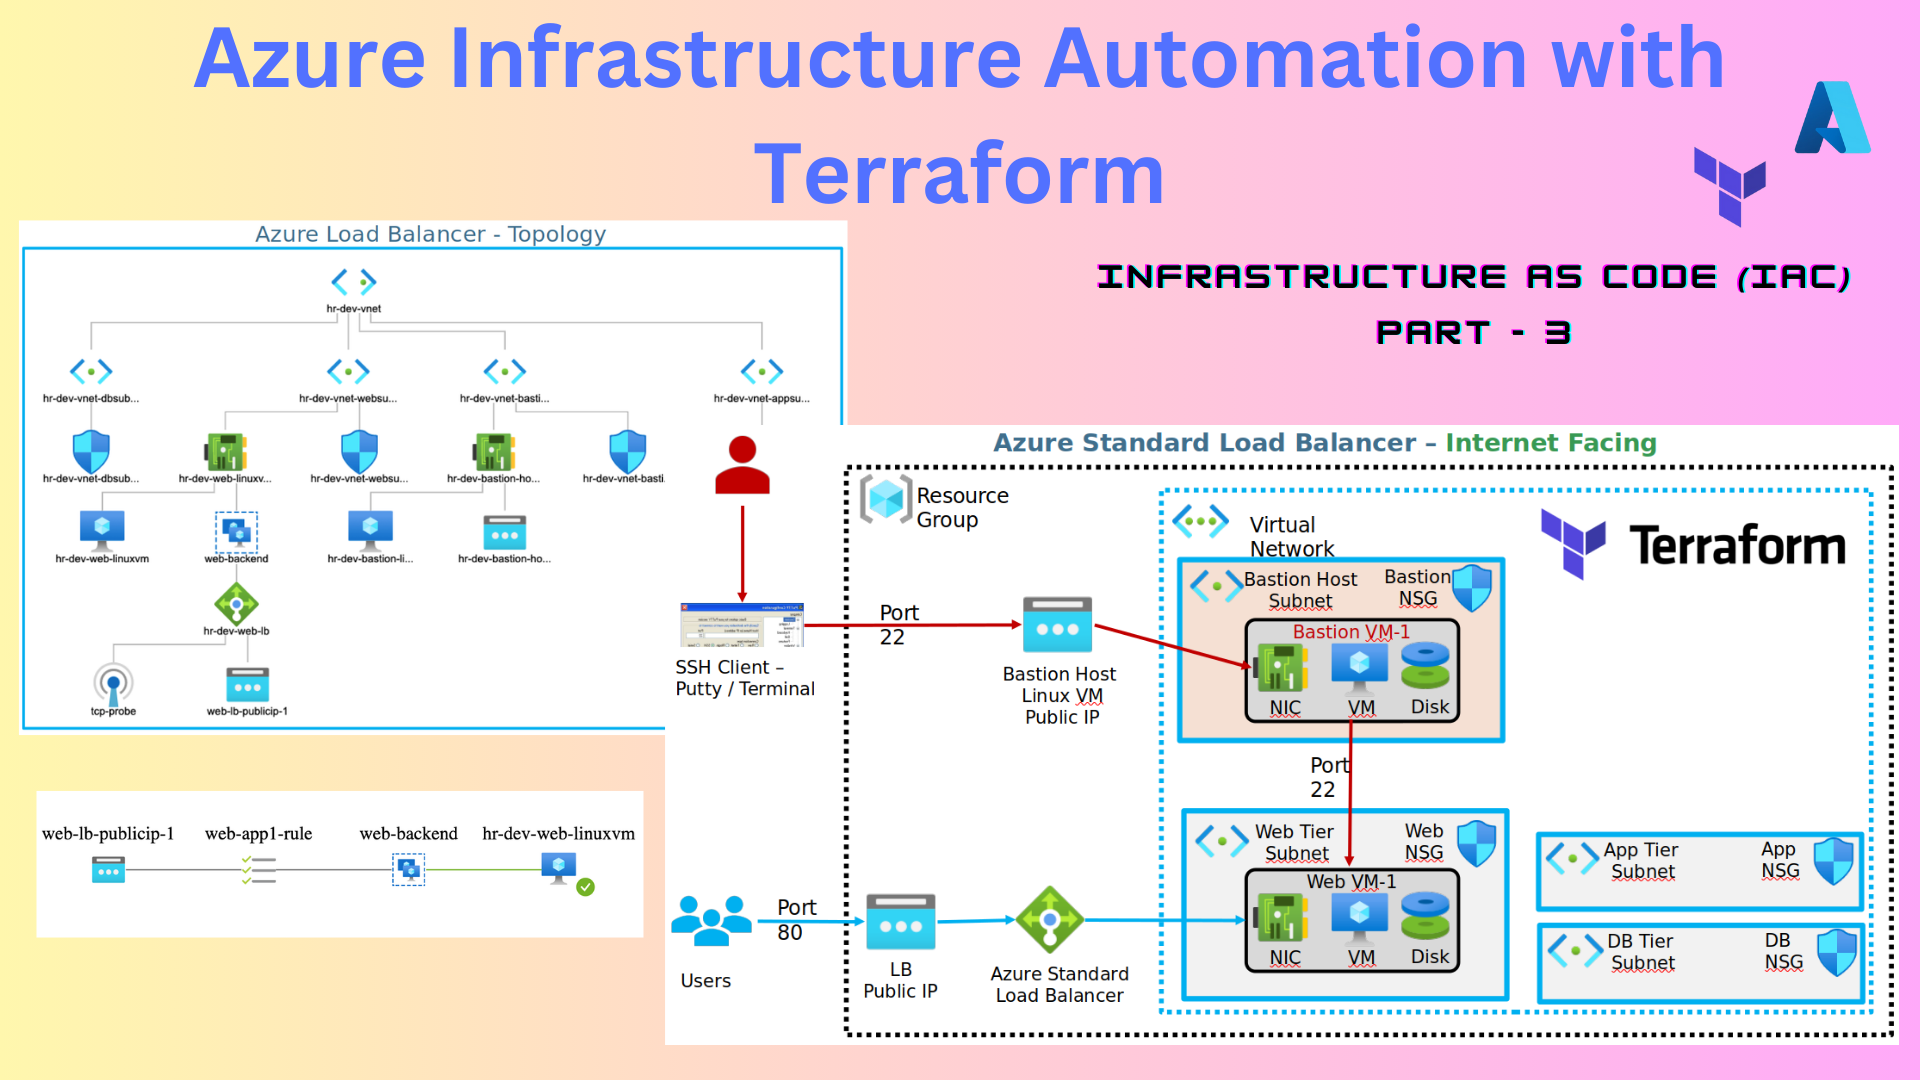 Azure Infrastructure Automation with
Terraform
INFRASTRUCTURE AS CODE (IAC)
PART - 3
Azure Load Balancer - Topology
hr-dev-vnet
hr-dev-vnet-dbsub...
hr-dev-vnet-websu...
hr-dev-vnet-basti...
hr-dev-vnet-appsu...
hr-dev-vnet-dbsub...
hr-dev-web-linuxv...
hr-dev-vnet-websu...
hr-dev-bastion-ho...
hr-dev-vnet-basti.
hr-dev-web-linuxvm
web-backend
hr-dev-bastion-li...
hr-dev-bastion-ho...
hr-dev-web-lb
tcp-probe
web-lb-publicip-1
web-lb-publicip-1
web-app1-rule
web-backend
hr-dev-web-linuxvm
Azure Standard Load Balancer – Internet Facing
Resource
Group
Virtual
Network
Terraform
Bastion Host
Subnet
Bastion
NSG
Bastion VM-1
NIC
VM
Disk
Port
22
SSH Client –
Putty / Terminal
Bastion Host
Linux VM
Public IP
Port
22
Web Tier
Subnet
Web
NSG
Web VM-1
NIC
VM
Disk
App Tier
Subnet
App
NSG
DB Tier
Subnet
DB
NSG
Users
Port
80
LB
Public IP
Azure Standard
Load Balancer